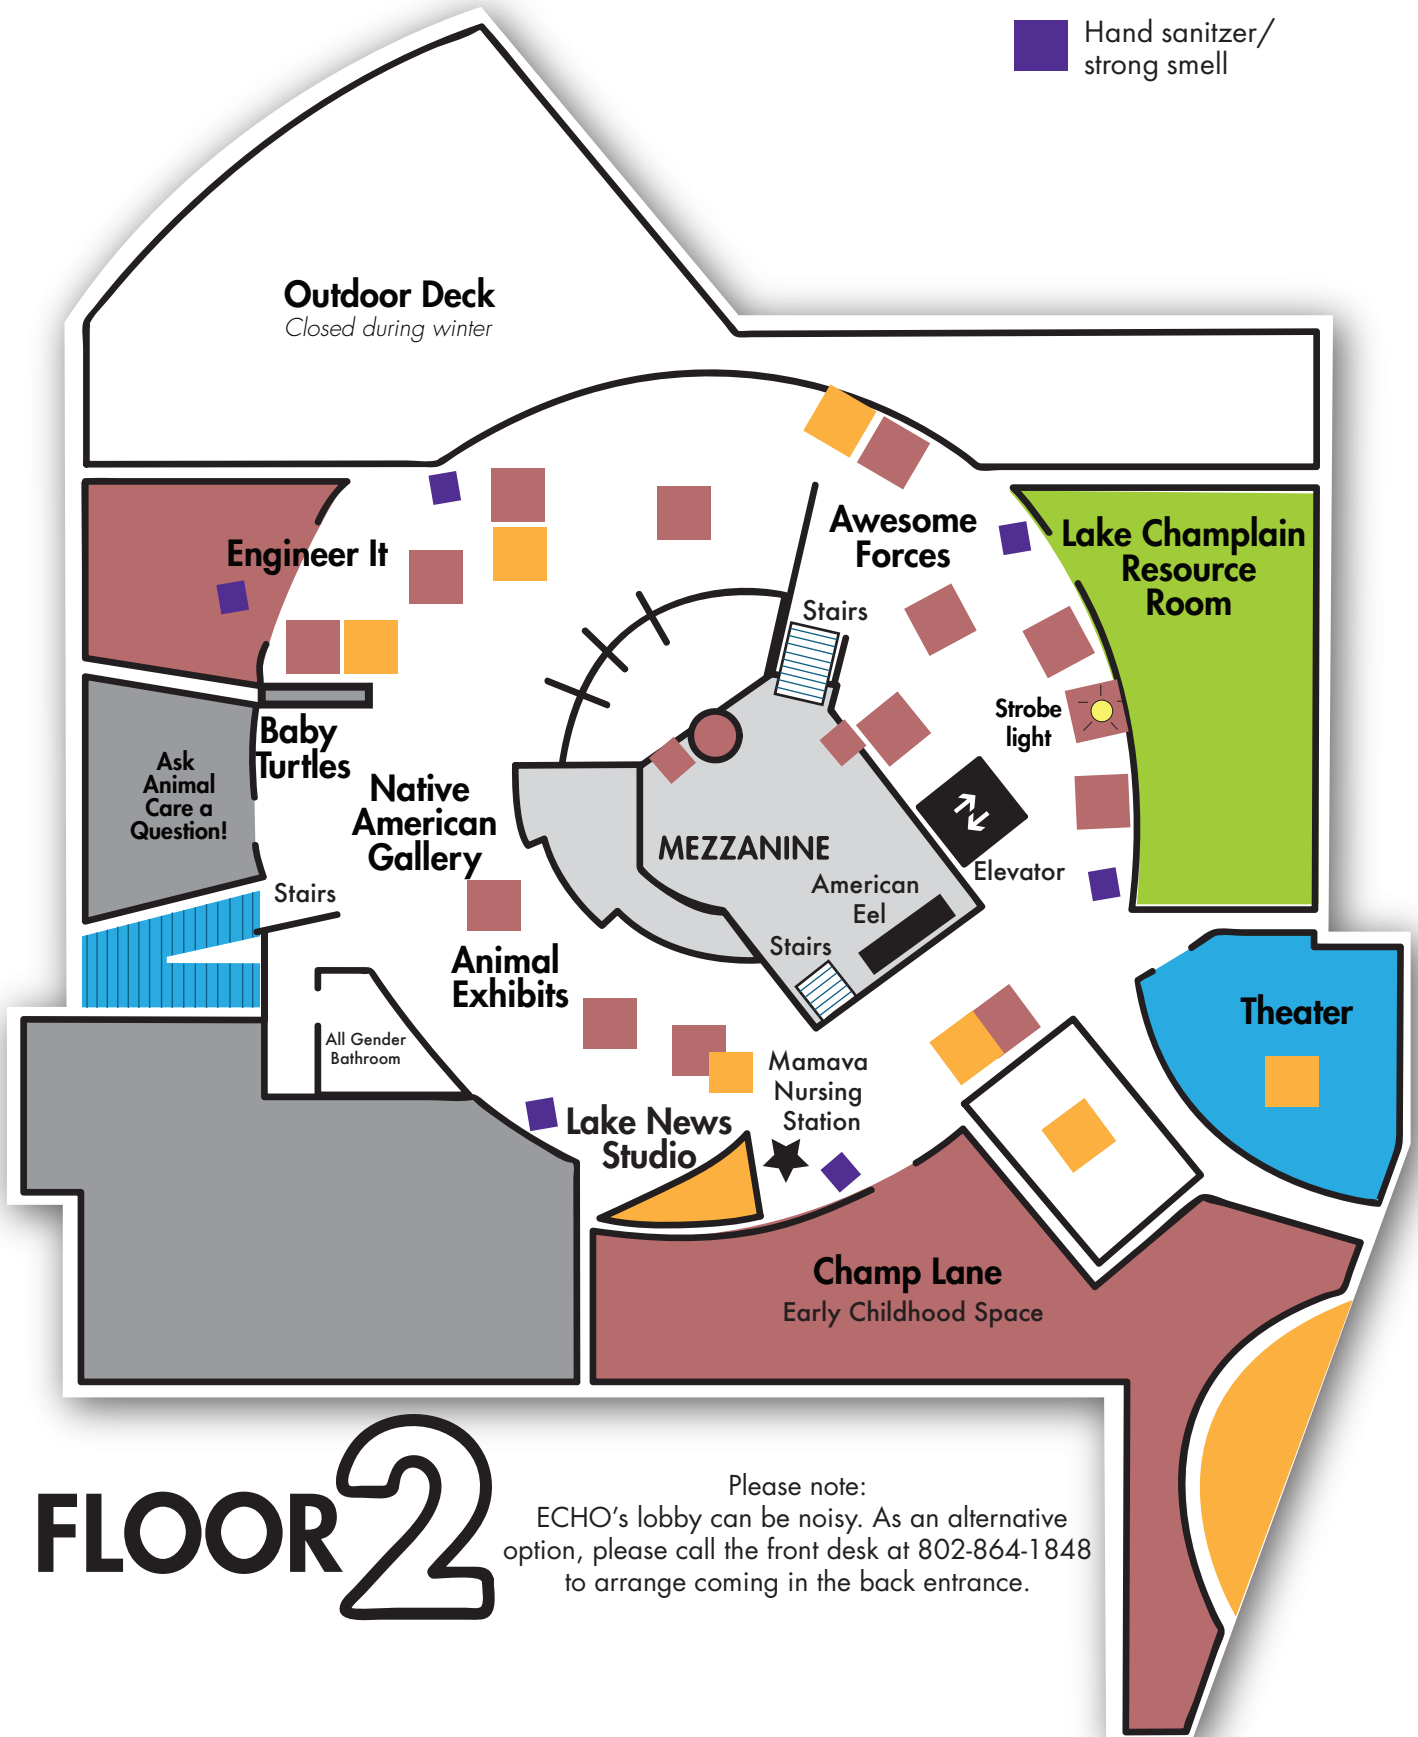 Hand sanitzer/
strong smell
Outdoor Deck
Closed during winter
Engineer It
Awesome
Forces
Lake Champlain
Resource
Room
Stairs
Strobe
light
Baby
Turtles
Ask
Animal
Care a
Question!
Native
American
Gallery
MEZZANINE
American
Eel
Elevator
Stairs
Stairs
Animal
Exhibits
Theater
All Gender
Bathroom
Mamava
Nursing
Station
Lake News
Studio
Champ Lane
Early Childhood Space
FLOOR 2
Please note:
ECHO's lobby can be noisy. As an alternative
option, please call the front desk at 802-864-1848
to arrange coming in the back entrance.